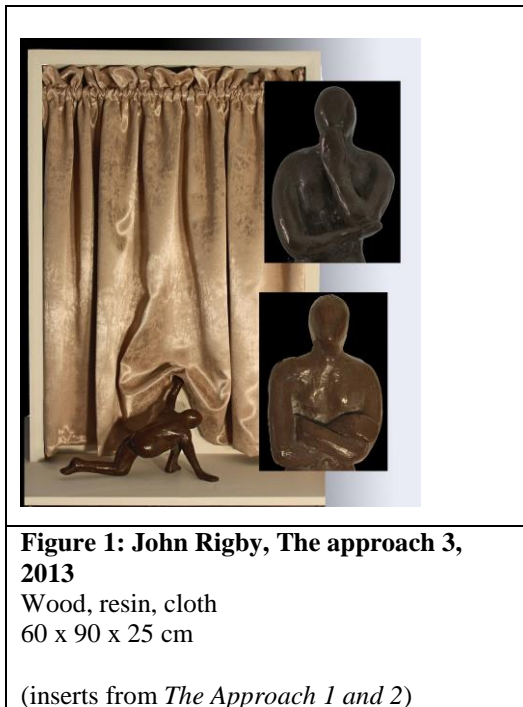 Figure 1: John Rigby, The approach 3,
2013
Wood, resin, cloth
60 x 90 x 25 cm
(inserts from The Approach 1 and 2)